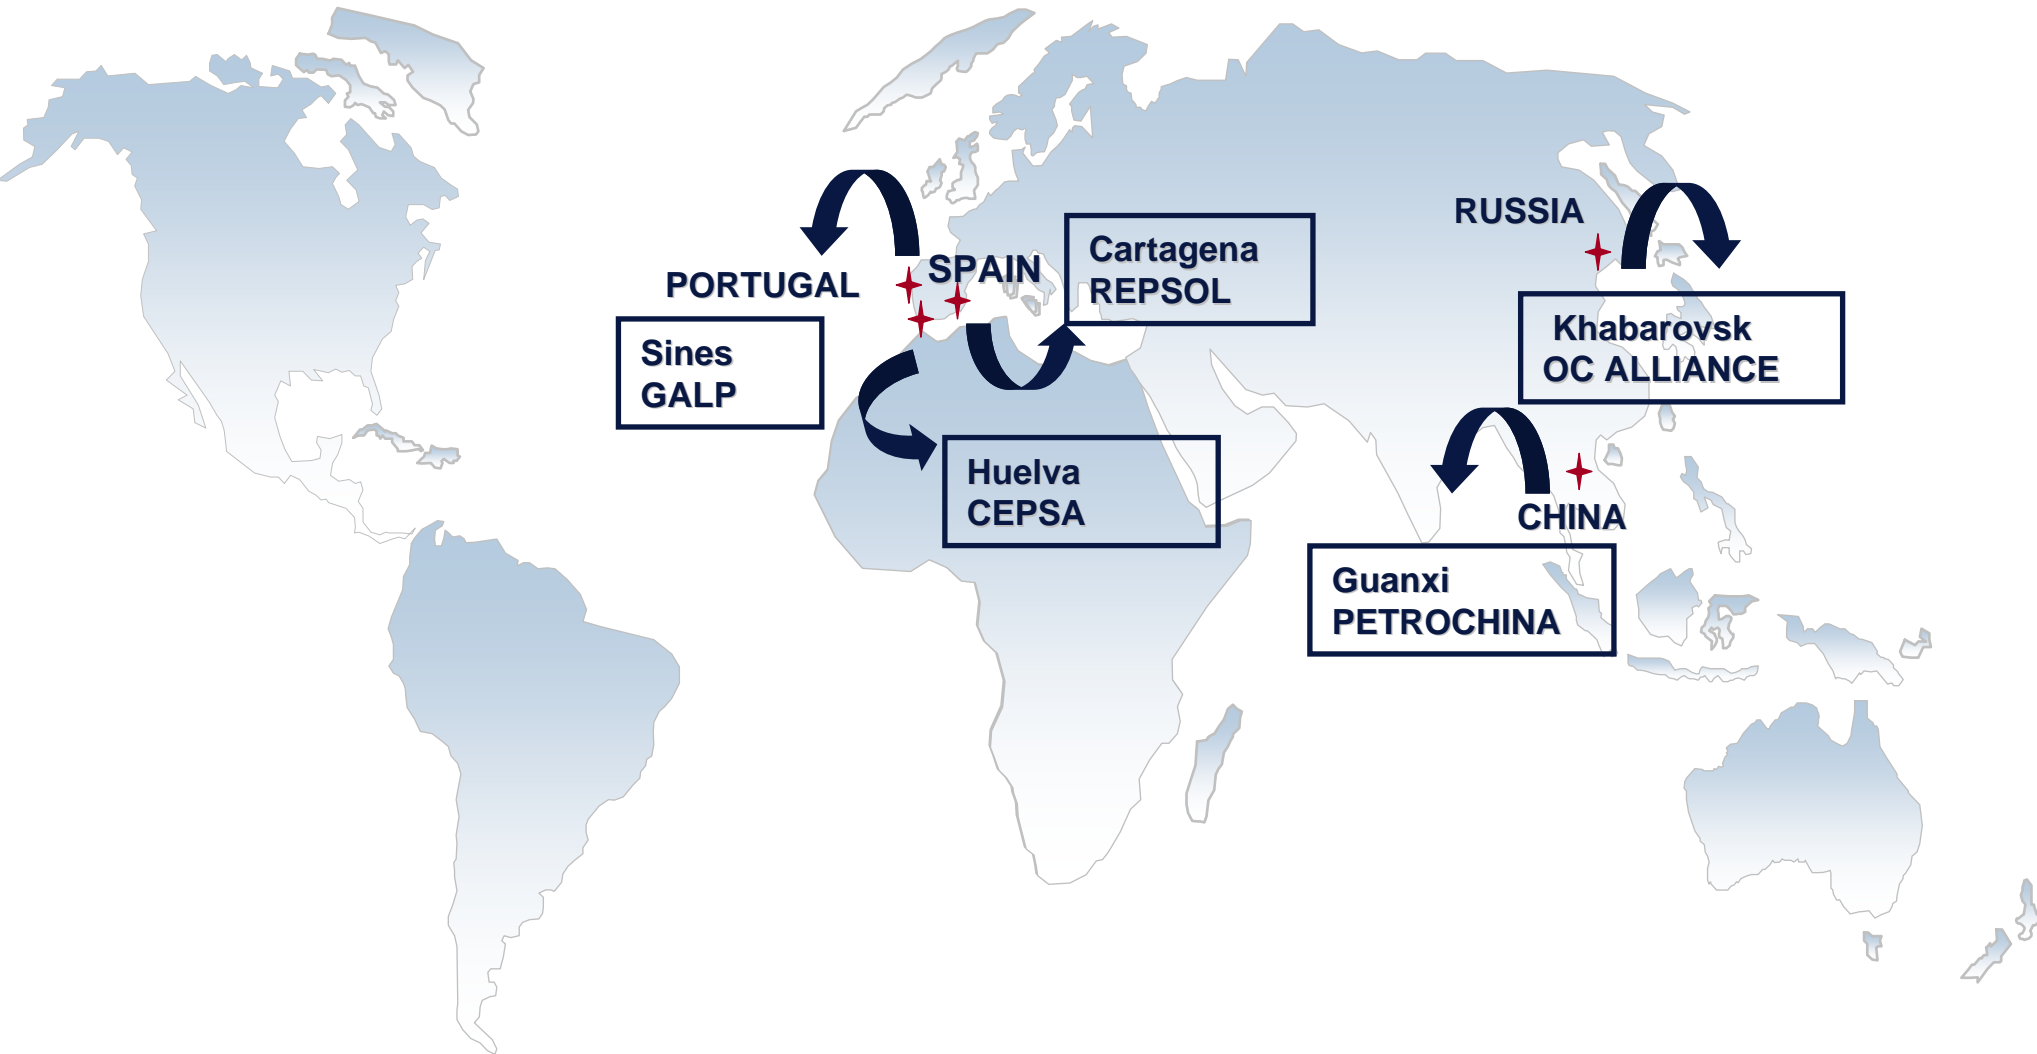 RUSSIA
SPAIN
PORTUGAL
Cartagena
REPSOL
Sines
GALP
Khabarovsk
OC ALLIANCE
Huelva
CEPSA
CHINA
Guanxi
PETROCHINA